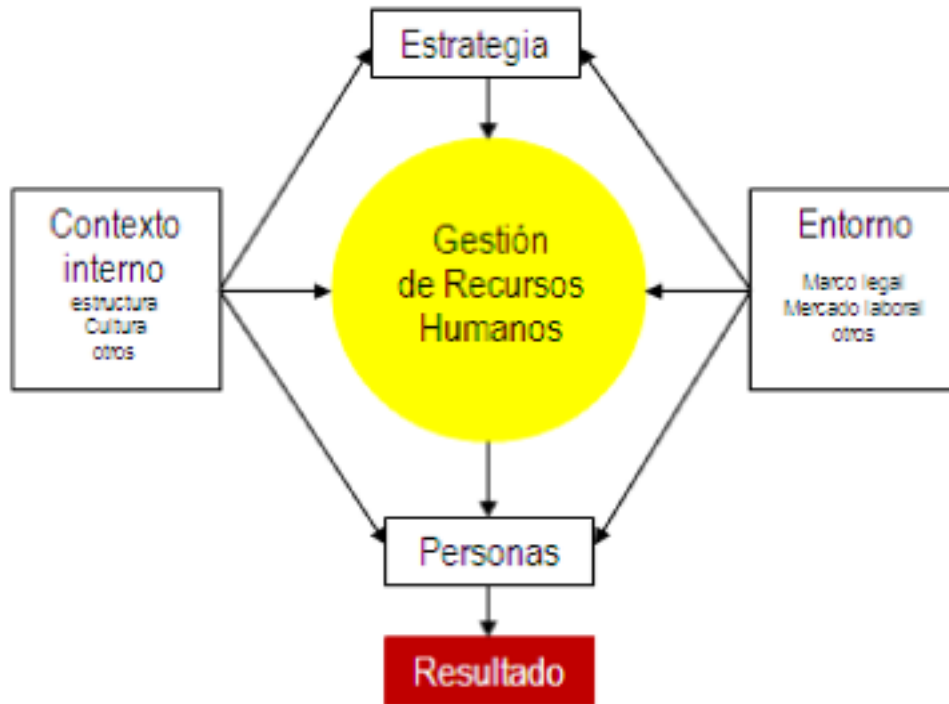 Estrategia
Contexto
interno
estructura
Cultura
otros
Gestión
de Recursos
Humanos
Entorno
Marco legal
Mercado laboral
otros
Personas
Resultado